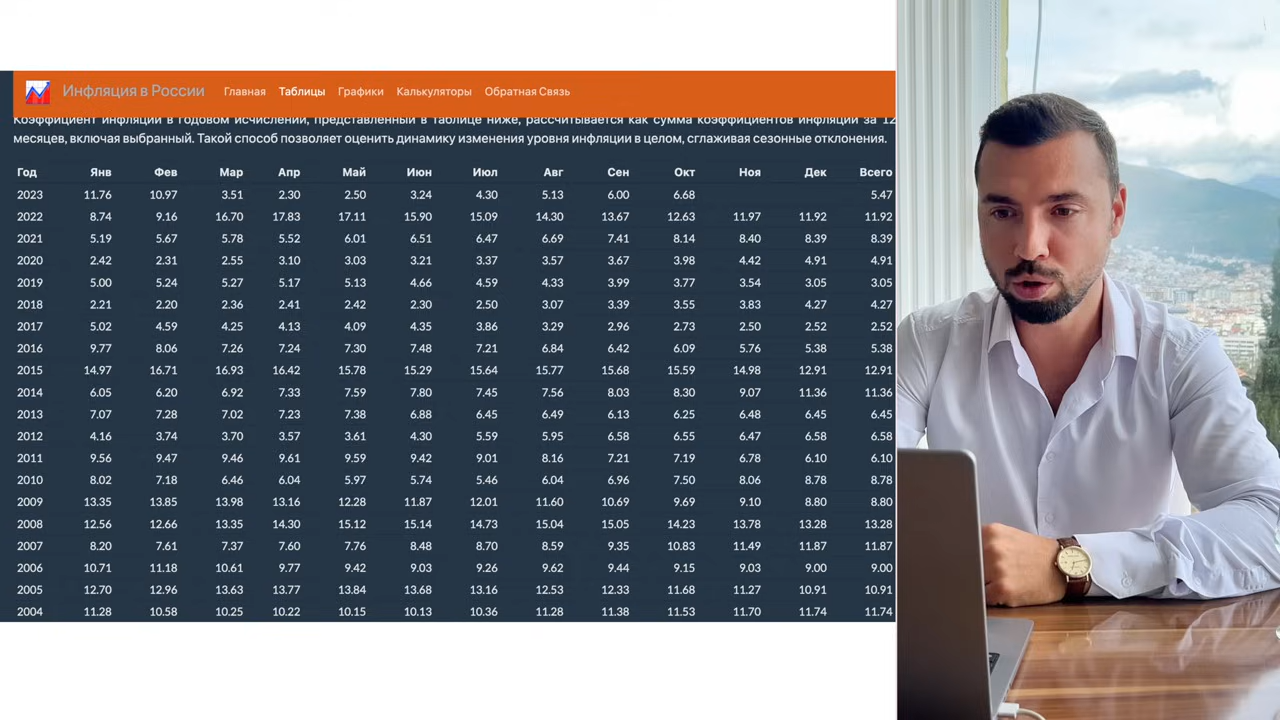 Инфляция в России Главная Таблицы Графики Калькуляторы Обратная Связь
Коэффициент инфляции в годовом исчислении, представленный в таблице ниже, рассчитывается как сумма коэффициентов инфляции за 12
месяцев, включая выбранный. Такой способ позволяет оценить динамику изменения уровня инфляции в целом, сглаживая сезонные отклонения.
Год Янв Фев Мар Апр Май Июн Июл Авг Сен Окт Ноя Дек Всего
2023 11.76 10.97 3.51 2.30 2.50 3.24 4.30 5.13 6.00 6.68 5.47
2022 8.74 9.16 16.70 17.83 17.11 15.90 15.09 14.30 13.67 12.63 11.97 11.92 11.92
2021 5.19 5.67 5.78 5.52 6.01 6.51 6.47 6.69 7.41 8.14 8.40 8.39 8.39
2020 2.42 2.31 2.55 3.10 3.03 3.21 3.37 3.57 3.67 3.98 4.42 4.91 4.91
2019 5.00 5.24 5.27 5.17 5.13 4.66 4.59 4.33 3.99 3.77 3.54 3.05 3.05
2018 2.21 2.20 2.36 2.41 2.42 2.30 2.50 3.07 3.39 3.55 3.83 4.27 4.27
2017 5.02 4.59 4.25 4.13 4.09 4.35 3.86 3.29 2.96 2.73 2.50 2.52 2.52
2016 9.77 8.06 7.26 7.24 7.30 7.48 7.21 6.84 6.42 6.09 5.76 5.38 5.38
2015 14.97 16.71 16.93 16.42 15.78 15.29 15.64 15.77 15.68 15.59 14.98 12.91 12.91
2014 6.05 6.20 6.92 7.33 7.59 7.80 7.45 7.56 8.03 8.30 9.07 11.36 11.36
2013 7.07 7.28 7.02 7.23 7.38 6.88 6.45 6.49 6.13 6.25 6.48 6.45 6.45
2012 4.16 3.74 3.70 3.57 3.61 4.30 5.59 5.95 6.58 6.55 6.47 6.58 6.58
2011 9.56 9.47 9.46 9.61 9.59 9.42 9.01 8.16 7.21 7.19 6.78 6.10 6.10
2010 8.02 7.18 6.46 6.04 5.97 5.74 5.46 6.04 6.96 7.50 8.06 8.78 8.78
2009 13.35 13.85 13.98 13.16 12.28 11.87 12.01 11.60 10.69 9.69 9.10 8.80 8.80
2008 12.56 12.66 13.35 14.30 15.12 15.14 14.73 15.04 15.05 14.23 13.78 13.28 13.28
2007 8.20 7.61 7.37 7.60 7.76 8.48 8.70 8.59 9.35 10.83 11.49 11.87 11.87
2006 10.71 11.18 10.61 9.77 9.42 9.03 9.26 9.62 9.44 9.15 9.03 9.00 9.00
2005 12.70 12.96 13.63 13.77 13.84 13.68 13.16 12.53 12.33 11.68 11.27 10.91 10.91
2004 11.28 10.58 10.25 10.22 10.15 10.13 10.36 11.28 11.38 11.53 11.70 11.74 11.74